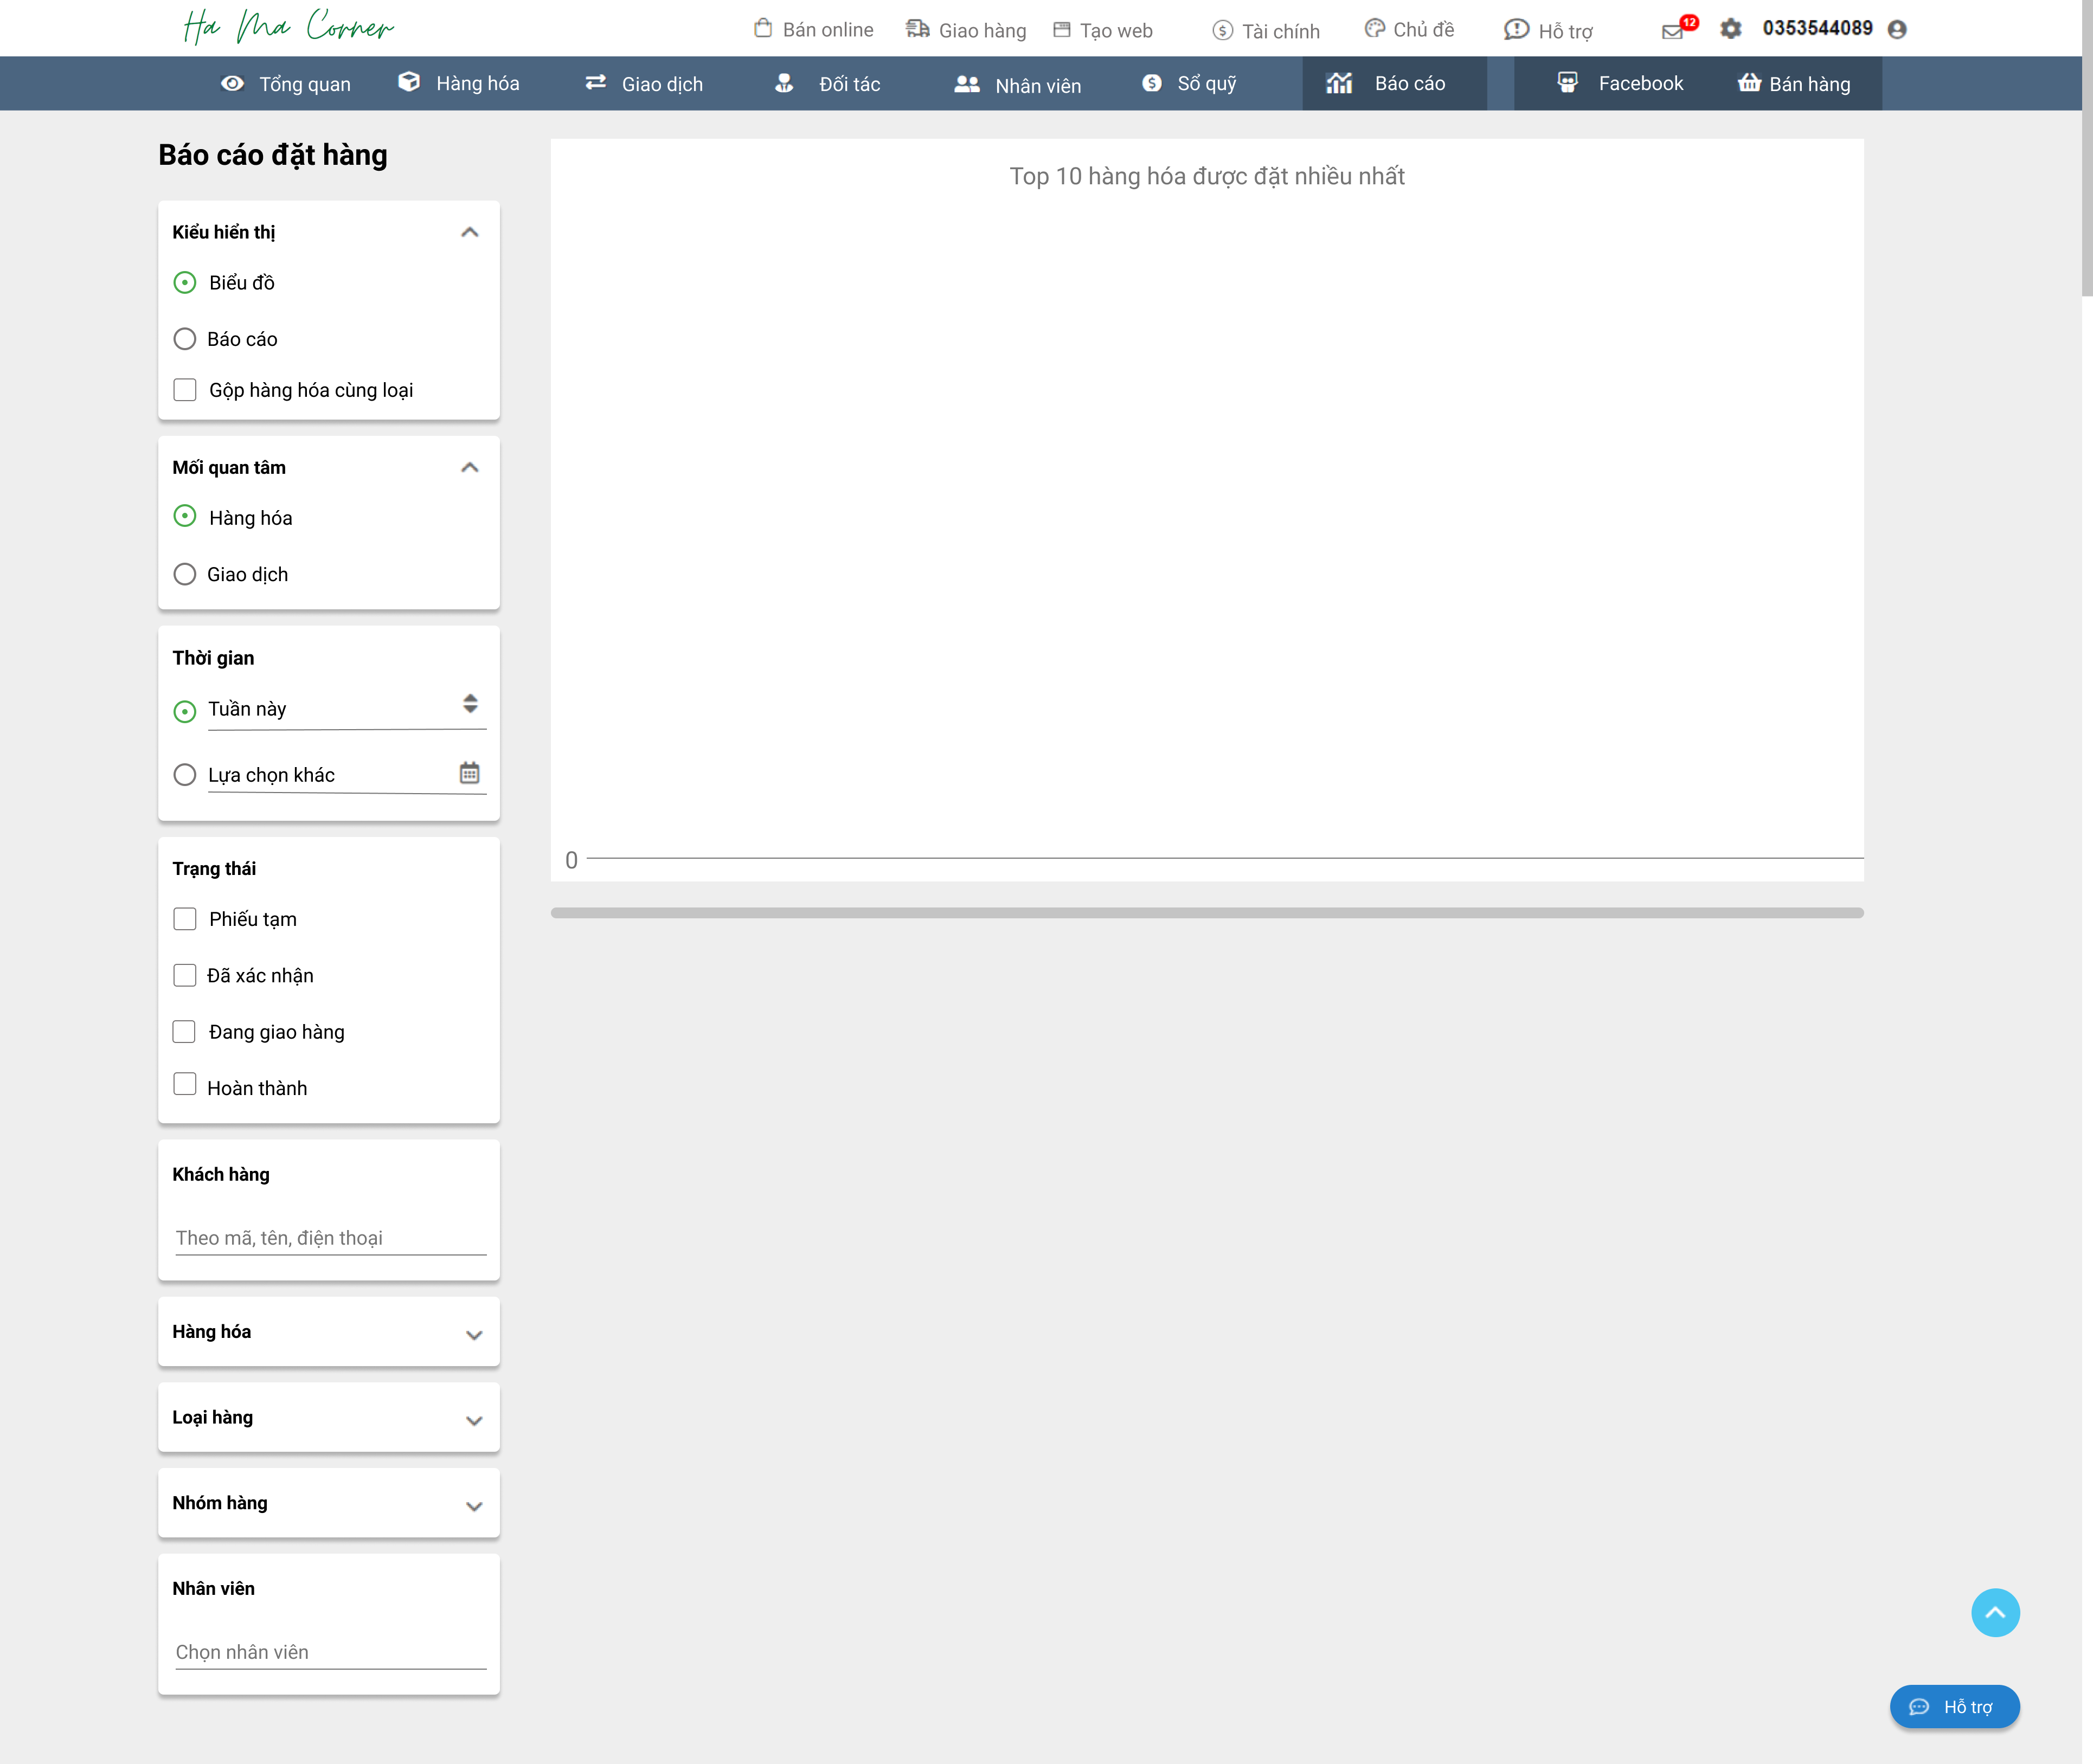 Ha Ma Corner
Bán online
Giao hàng
Tạo web
Tài chính
Chủ đề
Hỗ trợ
12
0353544089
Tổng quan
Hàng hóa
Giao dịch
Đối tác
Nhân viên
Sổ quỹ
Báo cáo
Facebook
Bán hàng
Báo cáo đặt hàng
Kiểu hiển thị
Biểu đồ
Báo cáo
Gộp hàng hóa cùng loại
Mối quan tâm
Hàng hóa
Giao dịch
Thời gian
Tuần này
Lựa chọn khác
Trạng thái
Phiếu tạm
Đã xác nhận
Đang giao hàng
Hoàn thành
Khách hàng
Theo mã, tên, điện thoại
Hàng hóa
Loại hàng
Nhóm hàng
Nhân viên
Chọn nhân viên
Top 10 hàng hóa được đặt nhiều nhất
0
Hỗ trợ